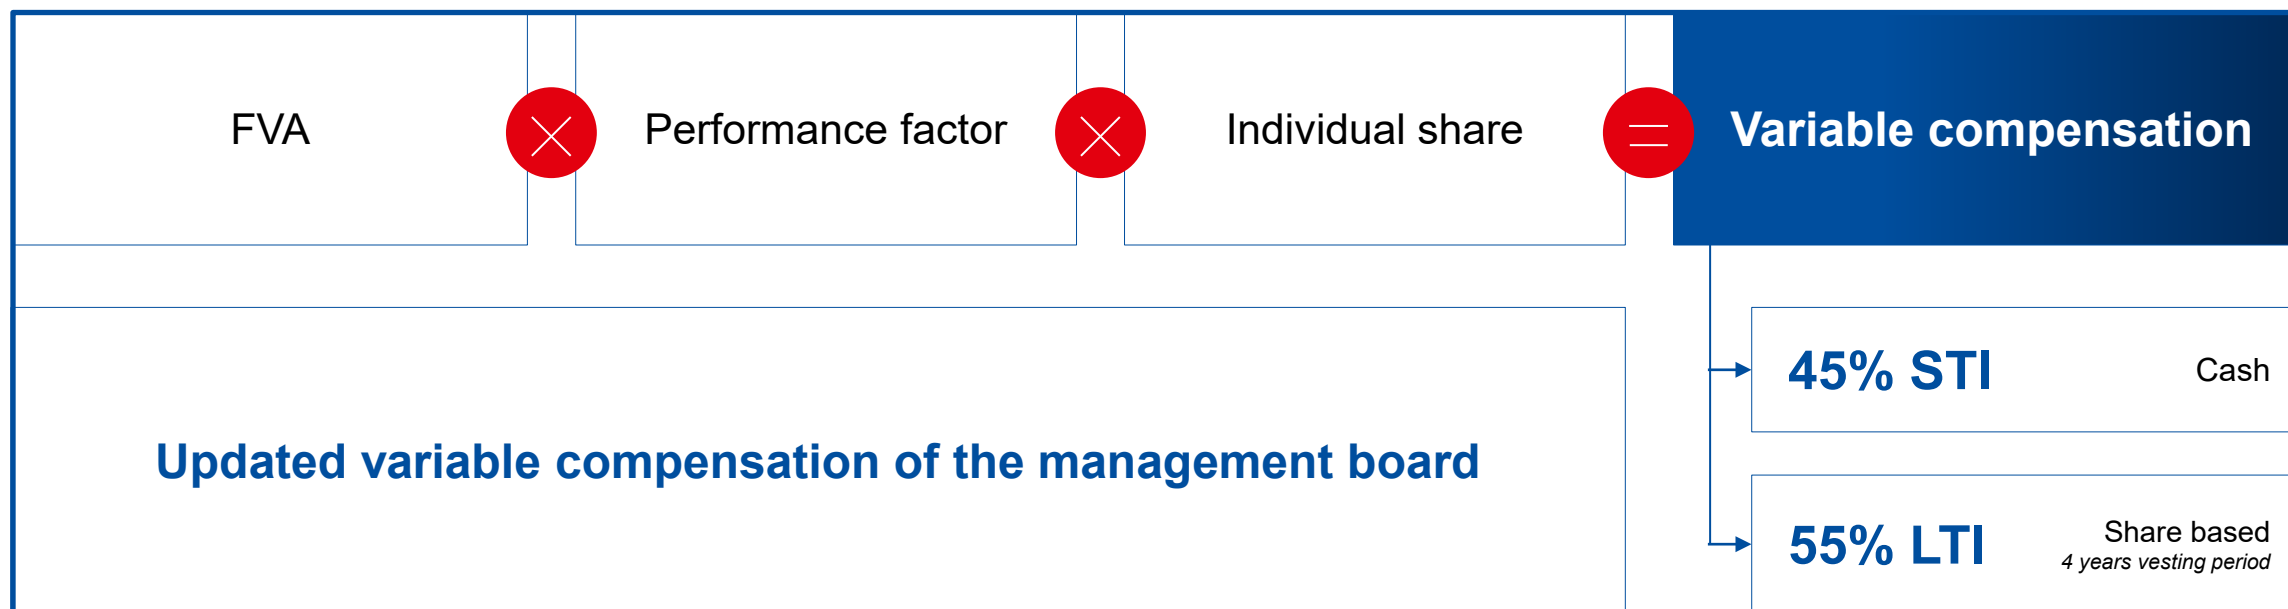 FVA
Performance factor
Individual share
Variable compensation
Updated variable compensation of the management board
45% STI
Cash
55% LTI
Share based
4 years vesting period